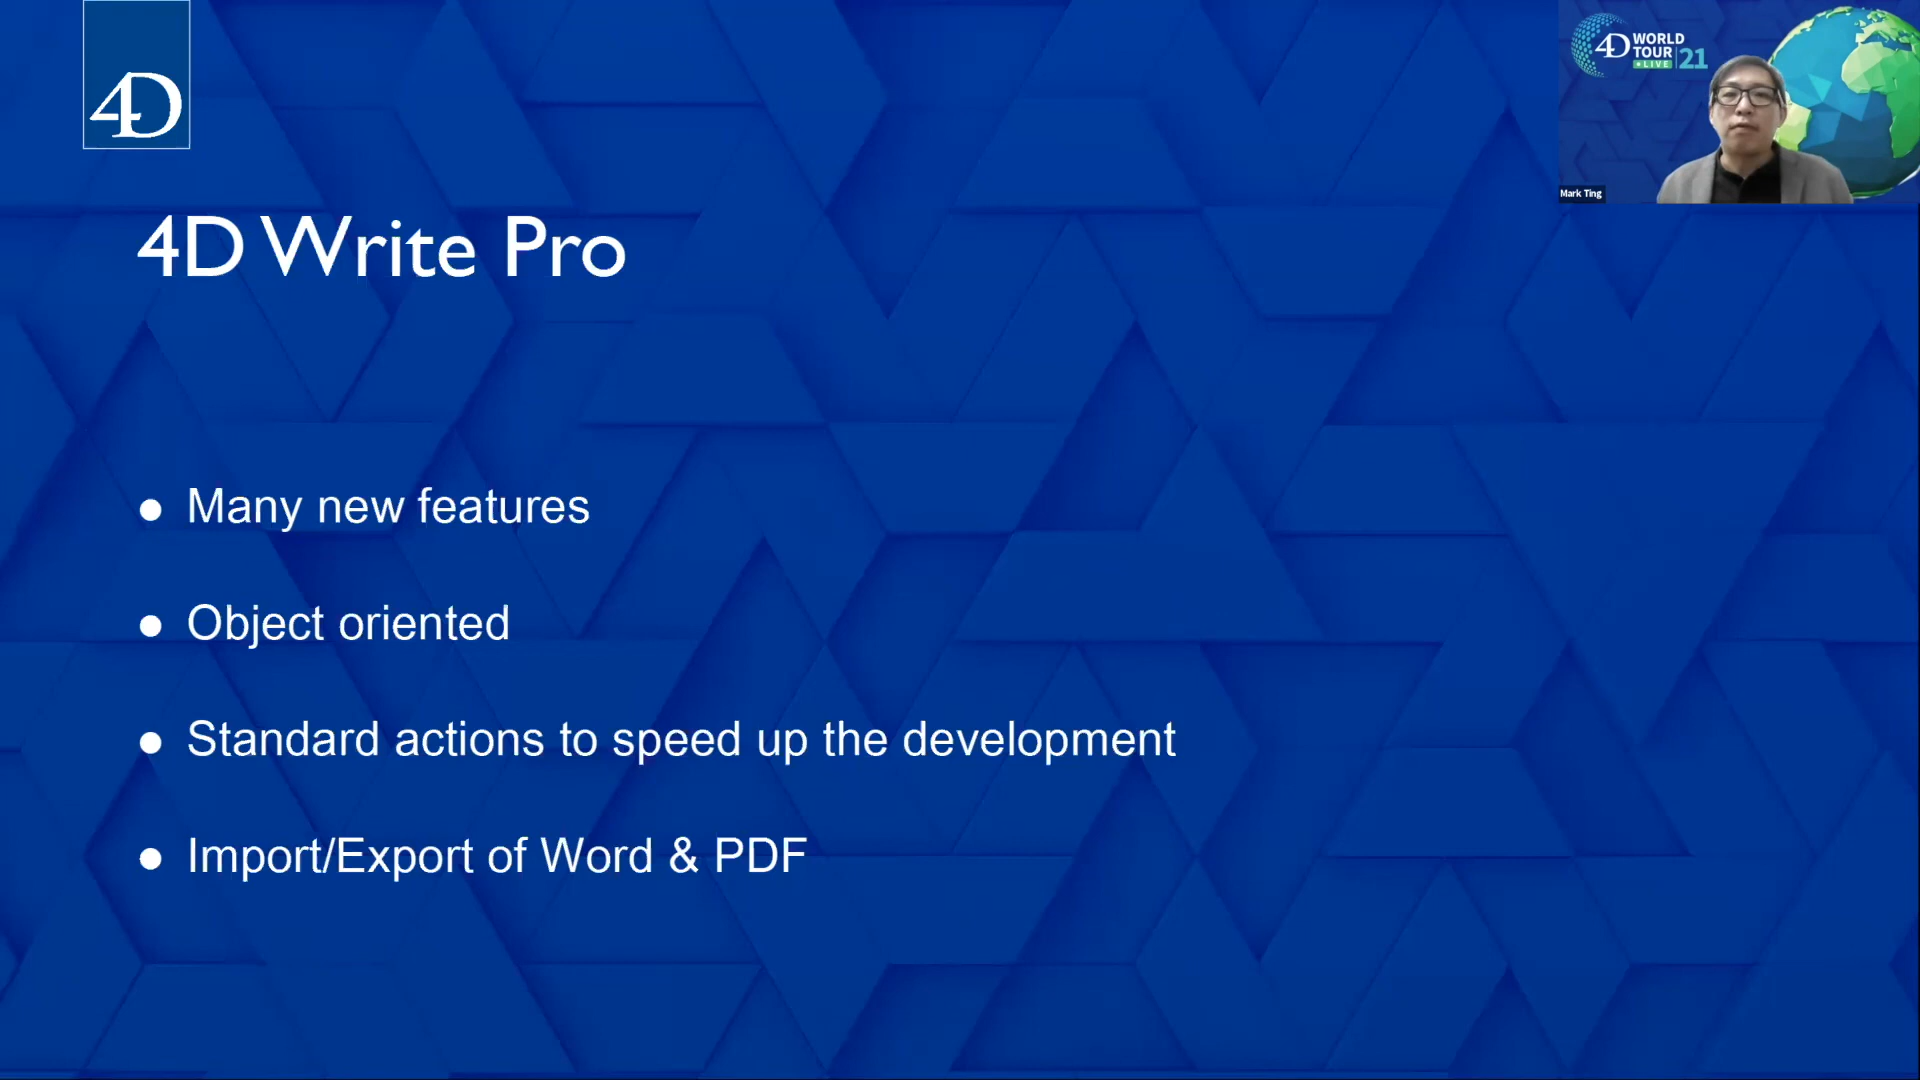 4D
4D WORLD
TOUR
LIVE 21
Mark Ting
4D Write Pro
● Many new features
● Object oriented
● Standard actions to speed up the development
● Import/Export of Word & PDF